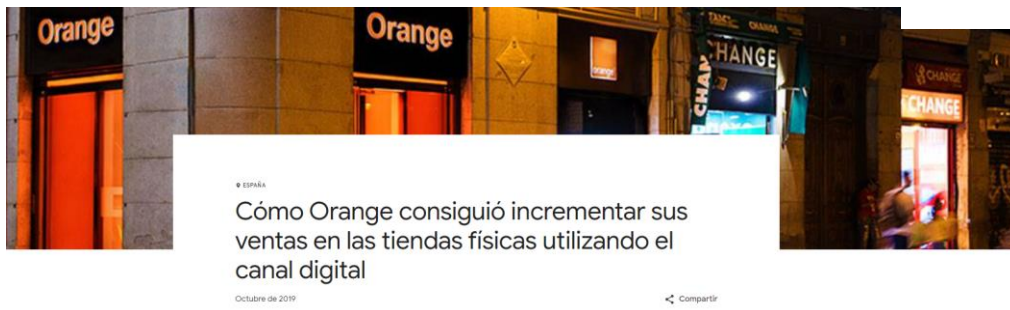 Orange
Orange
orange
CHANGE
CHANGE
CHANGE
CHANGE
CHANGE
ESPAÑA
Cómo Orange consiguió incrementar sus
ventas en las tiendas físicas utilizando el
canal digital
Octubre de 2019
Compartir